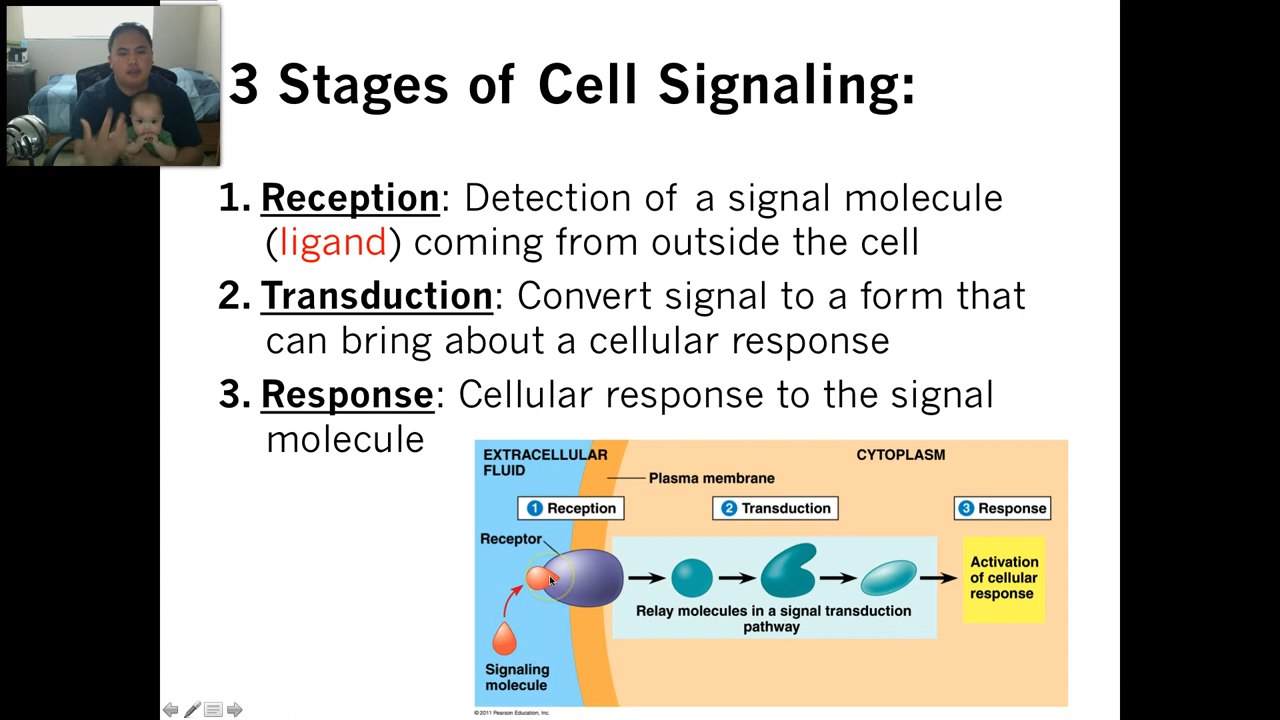 3 Stages of Cell Signaling:
1. Reception: Detection of a signal molecule
(ligand) coming from outside the cell
2. Transduction: Convert signal to a form that
can bring about a cellular response
3. Response: Cellular response to the signal
molecule
EXTRACELLULAR
FLUID
CYTOPLASM
Plasma membrane
1 Reception
2 Transduction
3 Response
Receptor
Activation
of cellular
response
Relay molecules in a signal transduction
pathway
Signaling
molecule
© 2011 Pearson Education, Inc.